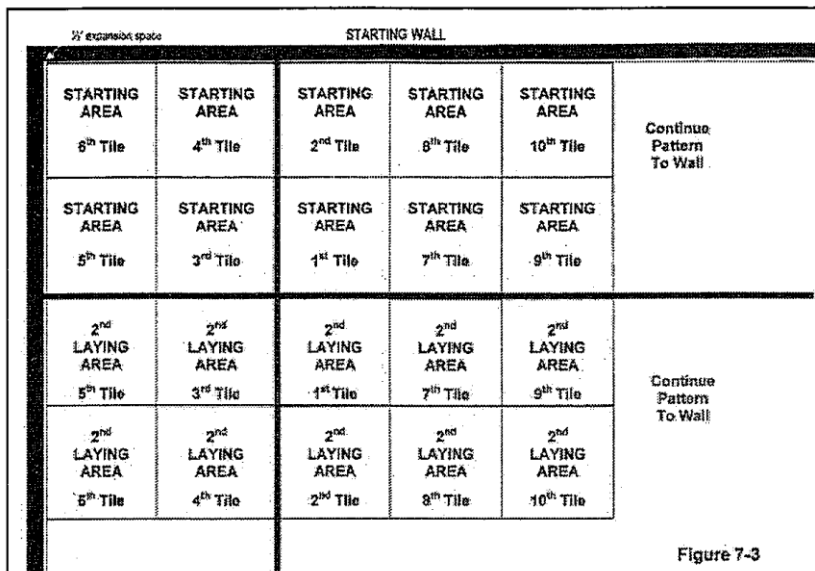 ½" expansion space
STARTING WALL
STARTING
AREA
6th Tile
STARTING
AREA
4th Tile
STARTING
AREA
2nd Tile
STARTING
AREA
8th Tile
STARTING
AREA
10th Tile
Continue
Pattern
To Wall
STARTING
AREA
5th Tile
STARTING
AREA
3rd Tile
STARTING
AREA
1st Tile
STARTING
AREA
7th Tile
STARTING
AREA
9th Tile
2nd
LAYING
AREA
5th Tile
2nd
LAYING
AREA
3rd Tile
2nd
LAYING
AREA
1st Tile
2nd
LAYING
AREA
7th Tile
2nd
LAYING
AREA
9th Tile
Continue
Pattern
To Wall
2nd
LAYING
AREA
6th Tile
2nd
LAYING
AREA
4th Tile
2nd
LAYING
AREA
2nd Tile
2nd
LAYING
AREA
8th Tile
2nd
LAYING
AREA
10th Tile
Figure 7-3